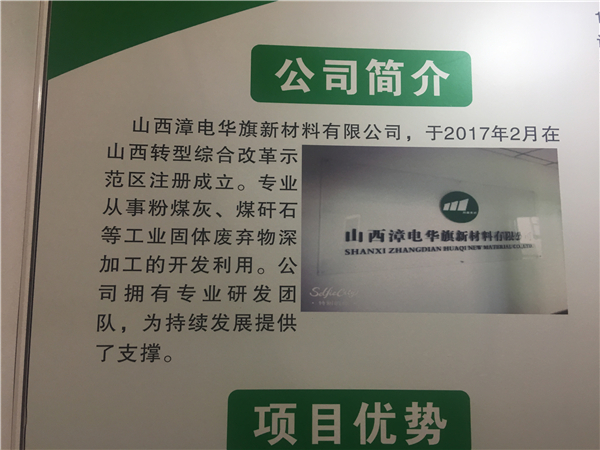 公司简介
山西漳电华旗新材料有限公司，于2017年2月在
山西转型综合改革示
范区注册成立。专业
从事粉煤灰、煤矸石
等工业固体废弃物深
加工的开发利用。公
司拥有专业研发团
队，为持续发展提供
了支撑。
山西漳电华旗新材料有限
SHANXI ZHANGDIAN HUAQI NEW MATERIAL CO.,LTD
项目优势